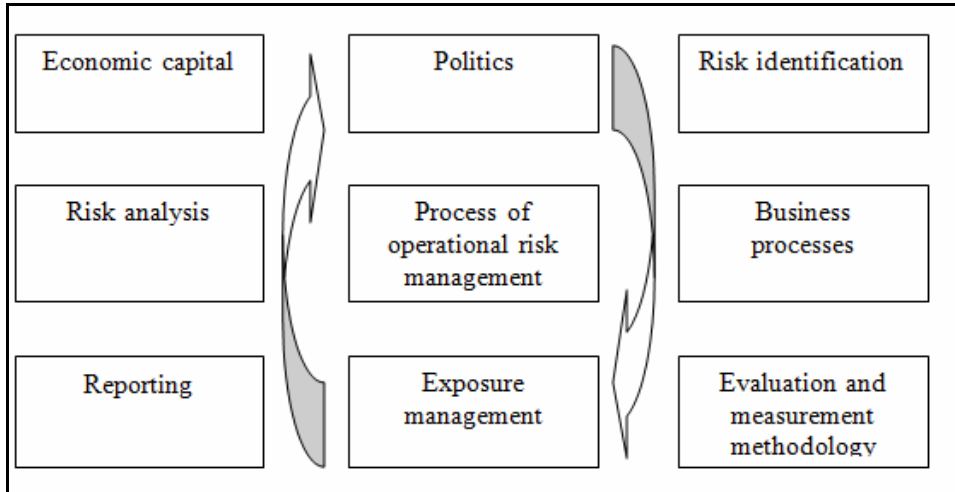 Economic capital
Politics
Risk identification
Risk analysis
Process of
operational risk
management
Business
processes
Reporting
Exposure
management
Evaluation and
measurement
methodology